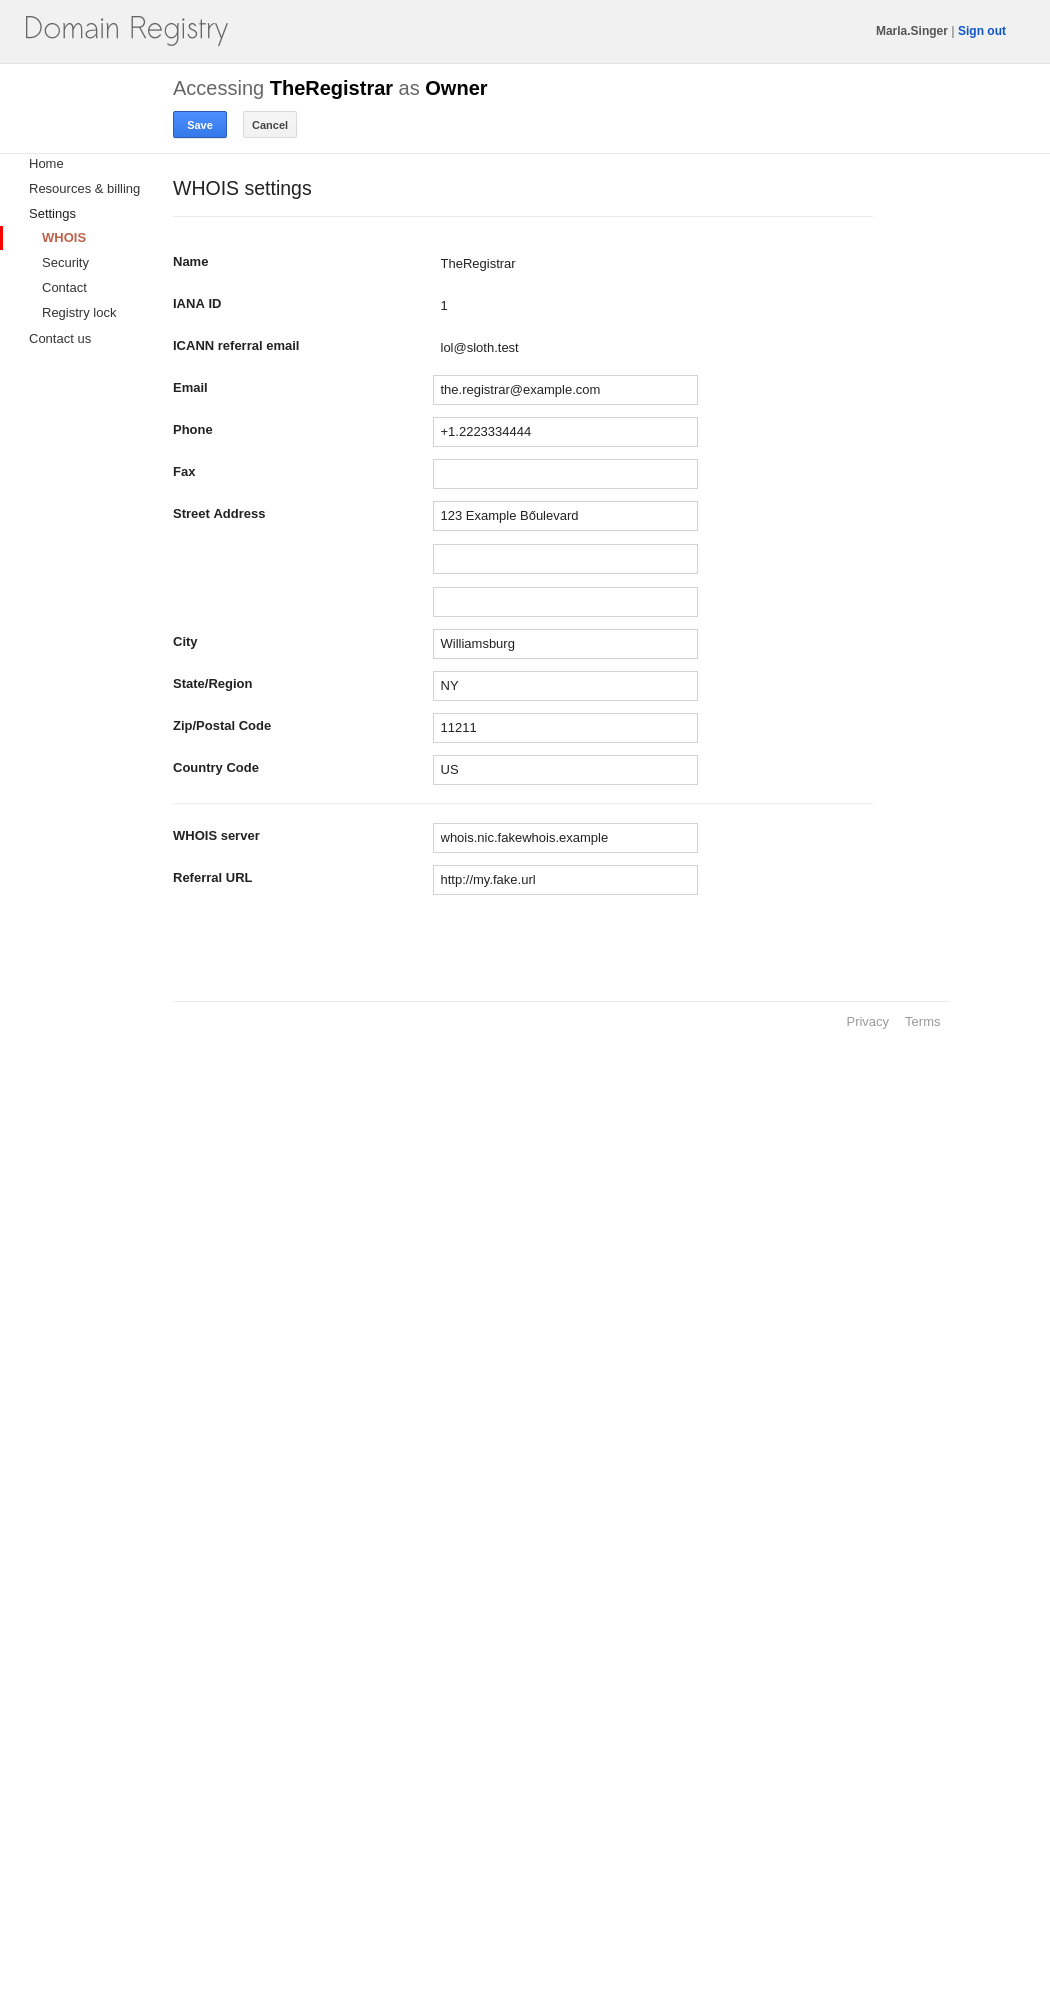 Domain Registry
Marla.Singer | Sign out
Accessing TheRegistrar as Owner
Save Cancel
Home
Resources & billing
Settings
WHOIS
Security
Contact
Registry lock
Contact us
WHOIS settings
Name TheRegistrar
IANA ID 1
ICANN referral email lol@sloth.test
Email the.registrar@example.com
Phone +1.2223334444
Fax
Street Address 123 Example Bőulevard
City Williamsburg
State/Region NY
Zip/Postal Code 11211
Country Code US
WHOIS server whois.nic.fakewhois.example
Referral URL http://my.fake.url
Privacy Terms